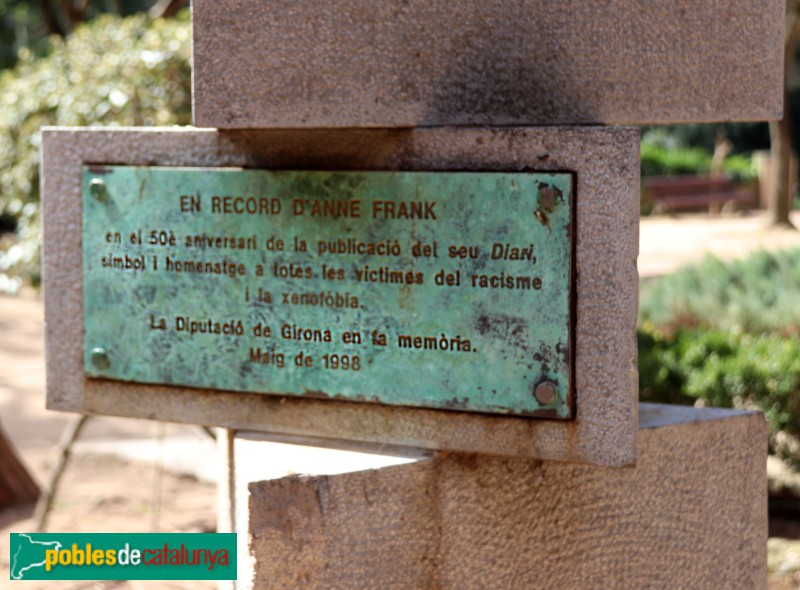 EN RECORD D'ANNE FRANK
en el 50è aniversari de la publicació del seu Diari,
símbol i homenatge a totes les víctimes del racisme
i la xenofòbia.
La Diputació de Girona en fa memòria.
Maig de 1998
poblesdecatalunya